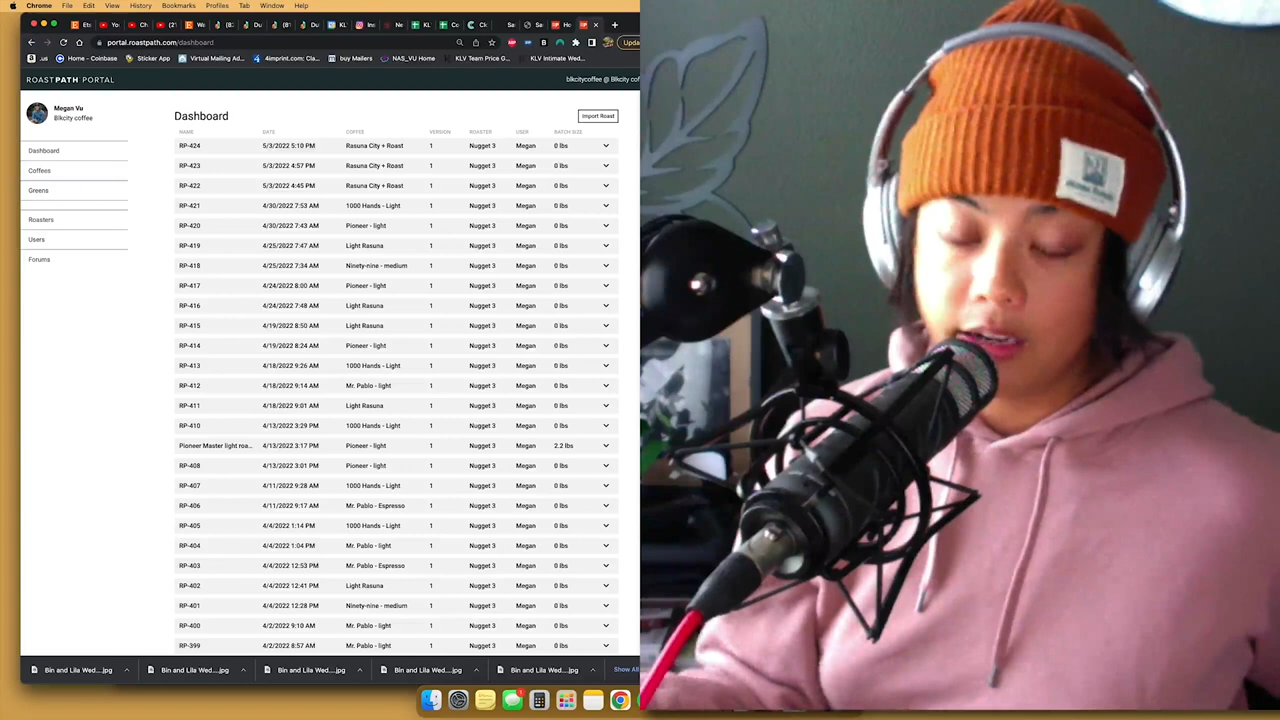 Chrome File Edit View History Bookmarks Profiles Tab Window Help
portal.roastpath.com/dashboard
.us Home - Coinbase Sticker App Virtual Mailing Ad... 4imprint.com: Cla... buy Mailers NAS_VU Home KLV Team Price G... KLV Intimate Wed...
ROASTPATH PORTAL blkcitycoffee @ Blkcity cof
Megan Vu
Blkcity coffee
Dashboard
Coffees
Greens
Roasters
Users
Forums
Dashboard Import Roast
NAME DATE COFFEE VERSION ROASTER USER BATCH SIZE
RP-424 5/3/2022 5:10 PM Rasuna City + Roast 1 Nugget 3 Megan 0 lbs
RP-423 5/3/2022 4:57 PM Rasuna City + Roast 1 Nugget 3 Megan 0 lbs
RP-422 5/3/2022 4:45 PM Rasuna City + Roast 1 Nugget 3 Megan 0 lbs
RP-421 4/30/2022 7:53 AM 1000 Hands - Light 1 Nugget 3 Megan 0 lbs
RP-420 4/30/2022 7:43 AM Pioneer - light 1 Nugget 3 Megan 0 lbs
RP-419 4/25/2022 7:47 AM Light Rasuna 1 Nugget 3 Megan 0 lbs
RP-418 4/25/2022 7:34 AM Ninety-nine - medium 1 Nugget 3 Megan 0 lbs
RP-417 4/24/2022 8:00 AM Pioneer - light 1 Nugget 3 Megan 0 lbs
RP-416 4/24/2022 7:48 AM Light Rasuna 1 Nugget 3 Megan 0 lbs
RP-415 4/19/2022 8:50 AM Light Rasuna 1 Nugget 3 Megan 0 lbs
RP-414 4/19/2022 8:24 AM Pioneer - light 1 Nugget 3 Megan 0 lbs
RP-413 4/18/2022 9:26 AM 1000 Hands - Light 1 Nugget 3 Megan 0 lbs
RP-412 4/18/2022 9:14 AM Mr. Pablo - light 1 Nugget 3 Megan 0 lbs
RP-411 4/18/2022 9:01 AM Light Rasuna 1 Nugget 3 Megan 0 lbs
RP-410 4/13/2022 3:29 PM 1000 Hands - Light 1 Nugget 3 Megan 0 lbs
Pioneer Master light roa... 4/13/2022 3:17 PM Pioneer - light 1 Nugget 3 Megan 2.2 lbs
RP-408 4/13/2022 3:01 PM Pioneer - light 1 Nugget 3 Megan 0 lbs
RP-407 4/11/2022 9:28 AM 1000 Hands - Light 1 Nugget 3 Megan 0 lbs
RP-406 4/11/2022 9:17 AM Mr. Pablo - Espresso 1 Nugget 3 Megan 0 lbs
RP-405 4/4/2022 1:14 PM 1000 Hands - Light 1 Nugget 3 Megan 0 lbs
RP-404 4/4/2022 1:04 PM Mr. Pablo - light 1 Nugget 3 Megan 0 lbs
RP-403 4/4/2022 12:53 PM Mr. Pablo - Espresso 1 Nugget 3 Megan 0 lbs
RP-402 4/4/2022 12:41 PM Light Rasuna 1 Nugget 3 Megan 0 lbs
RP-401 4/4/2022 12:28 PM Ninety-nine - medium 1 Nugget 3 Megan 0 lbs
RP-400 4/2/2022 9:10 AM Mr. Pablo - light 1 Nugget 3 Megan 0 lbs
RP-399 4/2/2022 8:57 AM Mr. Pablo - light 1 Nugget 3 Megan 0 lbs
Bin and Lila Wed....jpg Bin and Lila Wed....jpg Bin and Lila Wed....jpg Bin and Lila Wed....jpg Bin and Lila Wed....jpg Show All